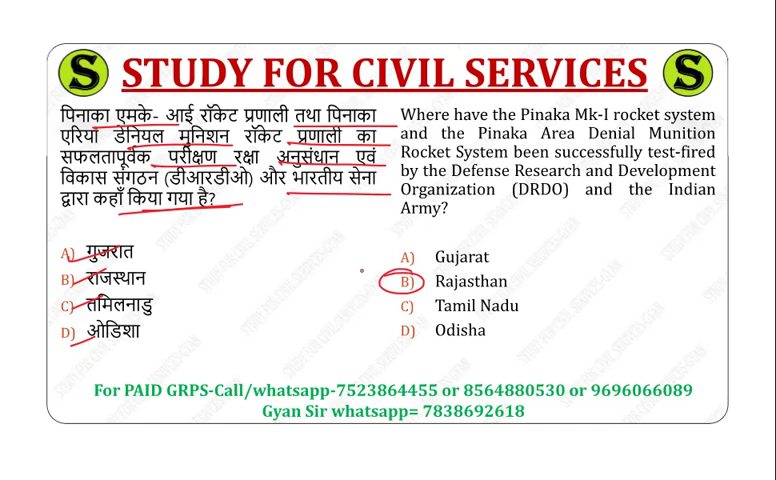 S STUDY FOR CIVIL SERVICES S
पिनाका एमके- आई रॉकेट प्रणाली तथा पिनाका
एरिया डेनियल मुनिशन रॉकेट प्रणाली का
सफलतापूर्वक परीक्षण रक्षा अनुसंधान एवं
विकास संगठन (डीआरडीओ) और भारतीय सेना
द्वारा कहाँ किया गया है?
A) गुजरात
B) राजस्थान
C) तमिलनाडु
D) ओडिशा
Where have the Pinaka Mk-I rocket system
and the Pinaka Area Denial Munition
Rocket System been successfully test-fired
by the Defense Research and Development
Organization (DRDO) and the Indian
Army?
A) Gujarat
B) Rajasthan
C) Tamil Nadu
D) Odisha
For PAID GRPS-Call/whatsapp-7523864455 or 8564880530 or 9696066089
Gyan Sir whatsapp= 7838692618